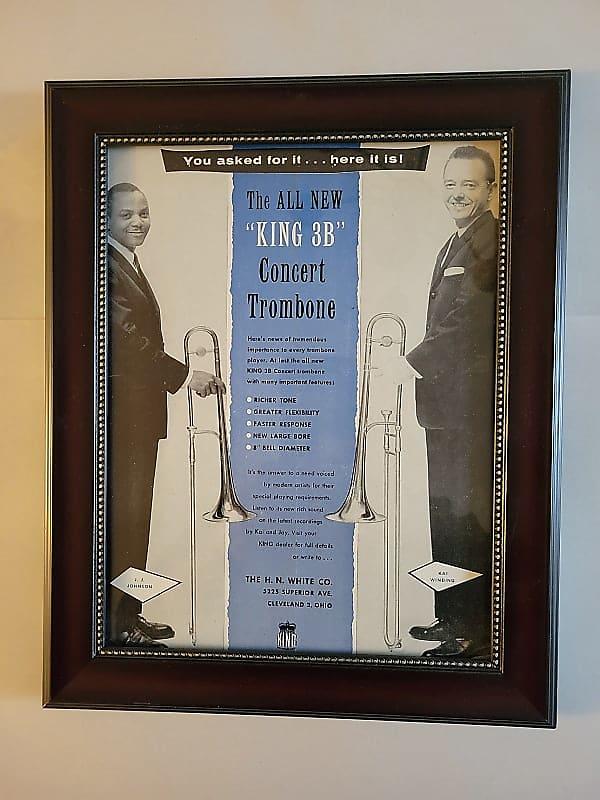 You asked for it... here it is!
The ALL NEW
"KING 3B"
Concert
Trombone
Here's news of tremendous
importance to every trombone
player. At last the all new
KING 3B Concert trombone
with many important features:
RICHER TONE
GREATER FLEXIBILITY
FASTER RESPONSE
NEW LARGE BORE
8" BELL DIAMETER
It's the answer to a need voiced
by modern artists for their
special playing requirements.
Listen to its new rich sound
on the latest recordings
by Kai and Jay. Visit your
KING dealer for full details
or write to...
J. J.
JOHNSON
KAI
WINDING
THE H. N. WHITE CO.
5225 SUPERIOR AVE.
CLEVELAND 3, OHIO
KING